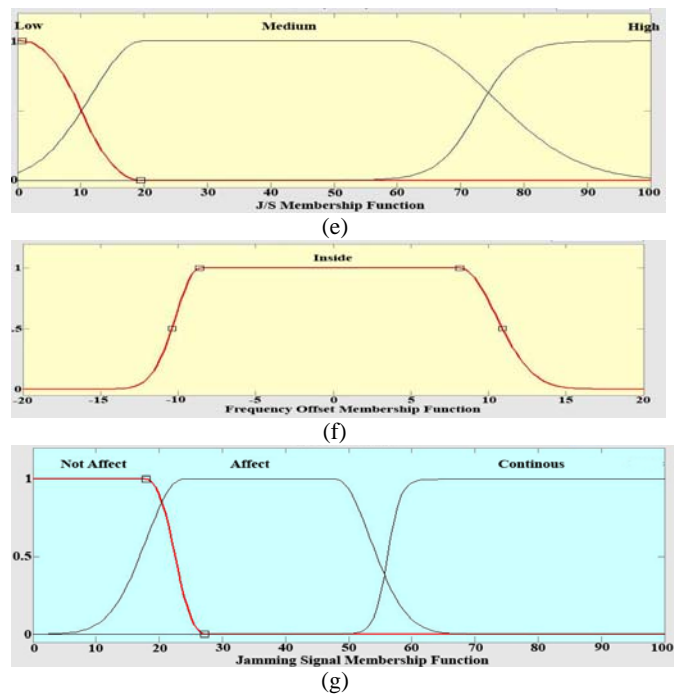 Low Medium High
1
0
0 10 20 30 40 50 60 70 80 90 100
J/S Membership Function
(e)
Inside
1
.5
0
-20 -15 -10 -5 0 5 10 15 20
Frequency Offset Membership Function
(f)
Not Affect Affect Continous
1
0.5
0
0 10 20 30 40 50 60 70 80 90 100
Jamming Signal Membership Function
(g)